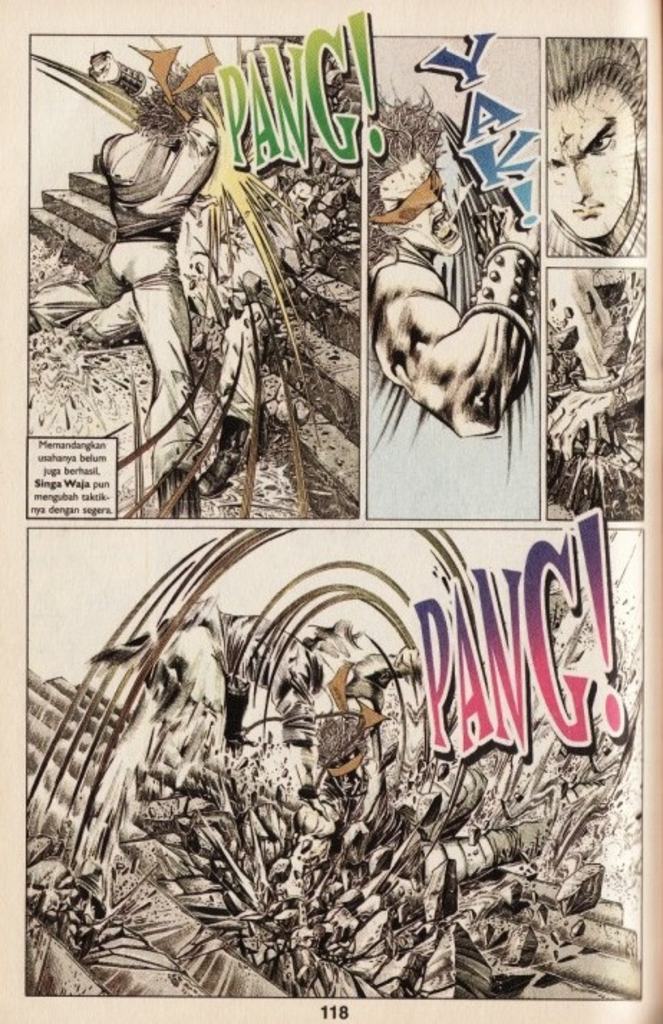 PANG!
YAK!
Memandangkan
usahanya belum
juga berhasil,
Singa Waja pun
mengubah taktik-
nya dengan segera.
PANG!
118